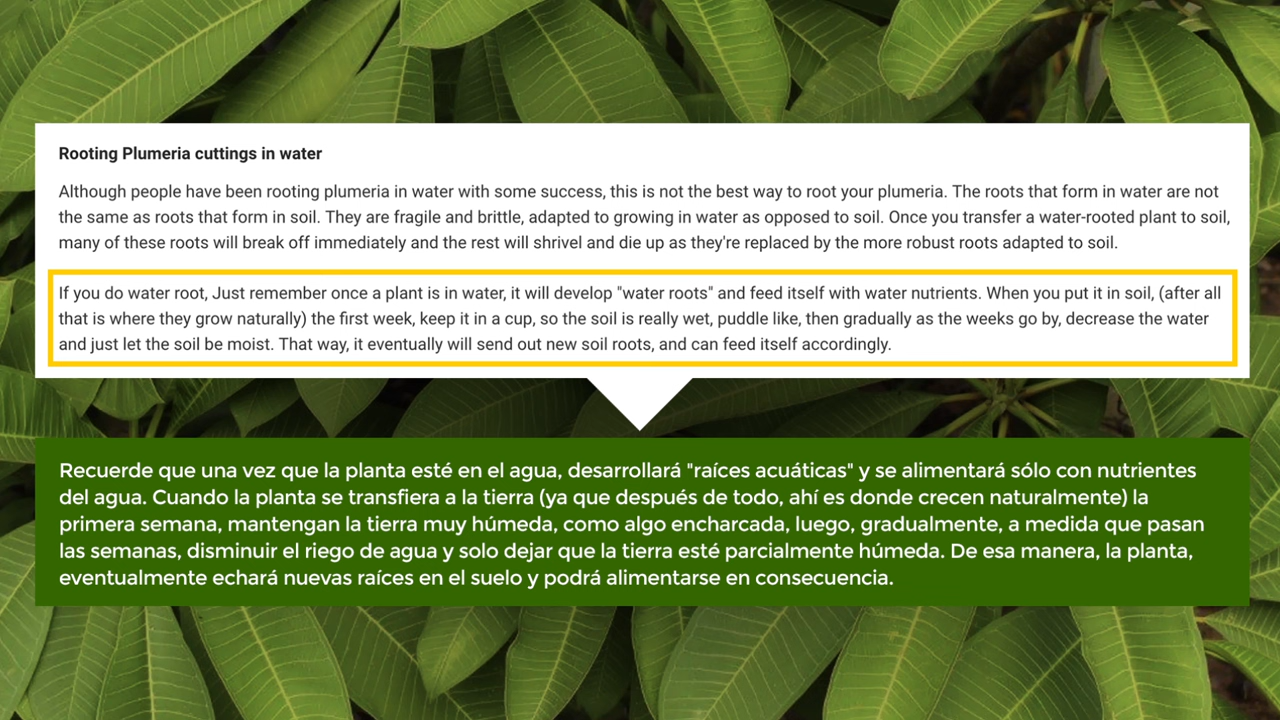 Rooting Plumeria cuttings in water
Although people have been rooting plumeria in water with some success, this is not the best way to root your plumeria. The roots that form in water are not
the same as roots that form in soil. They are fragile and brittle, adapted to growing in water as opposed to soil. Once you transfer a water-rooted plant to soil,
many of these roots will break off immediately and the rest will shrivel and die up as they're replaced by the more robust roots adapted to soil.
If you do water root, Just remember once a plant is in water, it will develop "water roots" and feed itself with water nutrients. When you put it in soil, (after all
that is where they grow naturally) the first week, keep it in a cup, so the soil is really wet, puddle like, then gradually as the weeks go by, decrease the water
and just let the soil be moist. That way, it eventually will send out new soil roots, and can feed itself accordingly.
Recuerde que una vez que la planta esté en el agua, desarrollará "raíces acuáticas" y se alimentará sólo con nutrientes
del agua. Cuando la planta se transfiera a la tierra (ya que después de todo, ahí es donde crecen naturalmente) la
primera semana, mantengan la tierra muy húmeda, como algo encharcada, luego, gradualmente, a medida que pasan
las semanas, disminuir el riego de agua y solo dejar que la tierra esté parcialmente húmeda. De esa manera, la planta,
eventualmente echará nuevas raíces en el suelo y podrá alimentarse en consecuencia.